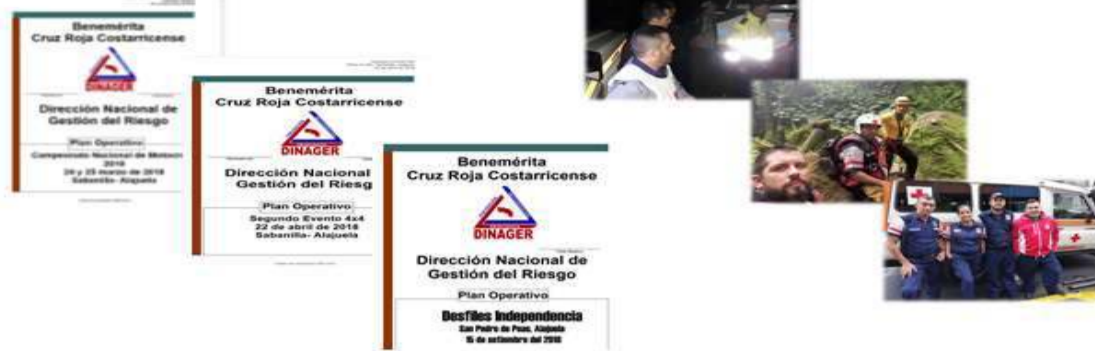 Benemérita
Cruz Roja Costarricense
DINAGER
Dirección Nacional de
Gestión del Riesgo
Plan Operativo
Campeonato Nacional de
2018
24 y 25 marzo de 2018
Sabanilla- Alajuela
Benemérita
Cruz Roja Costarricense
DINAGER
Dirección Nacional
Gestión del Riesg
Plan Operativo
Segundo Evento 4x4
22 de abril de 2018
Sabanilla- Alajuela
Benemérita
Cruz Roja Costarricense
DINAGER
Dirección Nacional de
Gestión del Riesgo
Plan Operativo
Desfiles Independencia
San Pedro de Poas, Alajuela
15 de setiembre del 2018